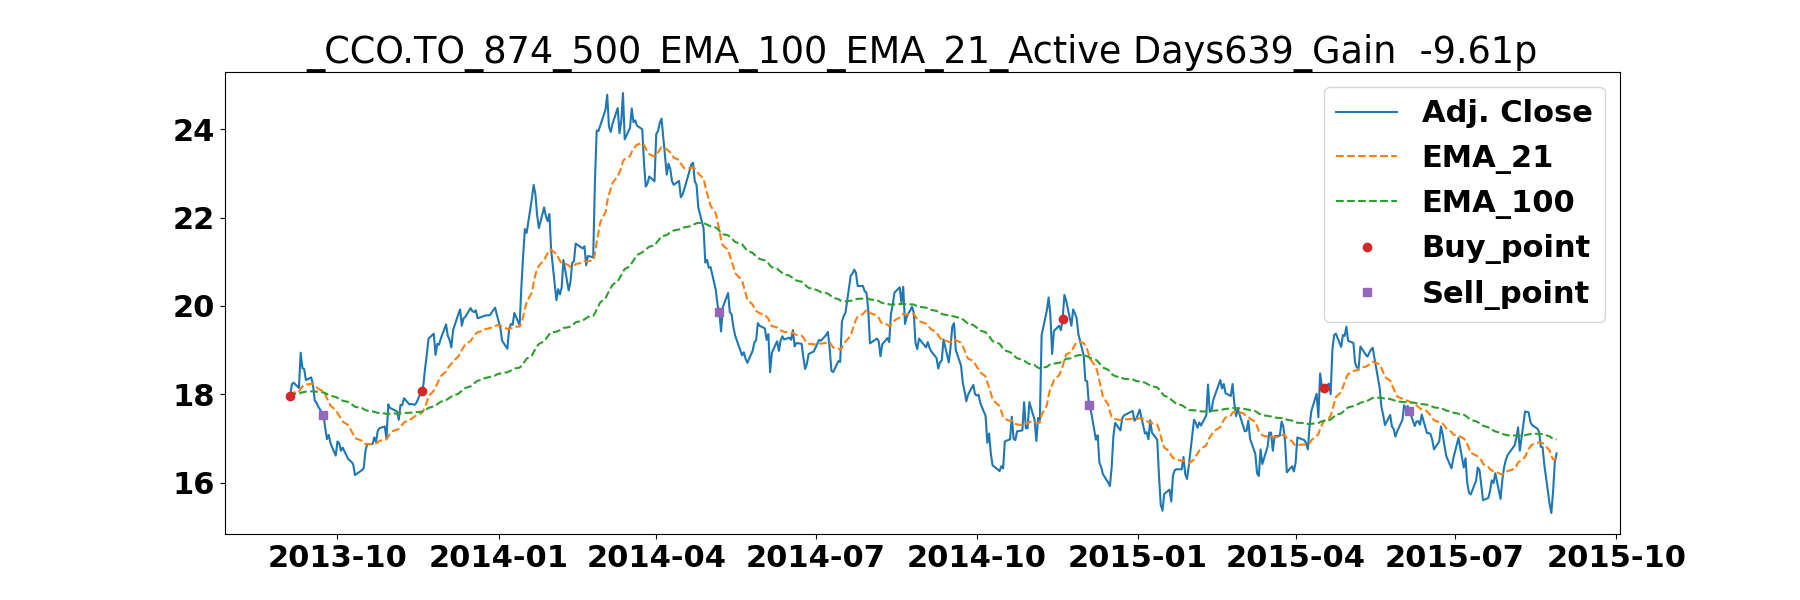 _CCO.TO_874_500_EMA_100_EMA_21_Active Days639_Gain  -9.61p
24
22
20
18
16
Adj. Close
EMA_21
EMA_100
Buy_point
Sell_point
2013-10 2014-01 2014-04 2014-07 2014-10 2015-01 2015-04 2015-07 2015-10